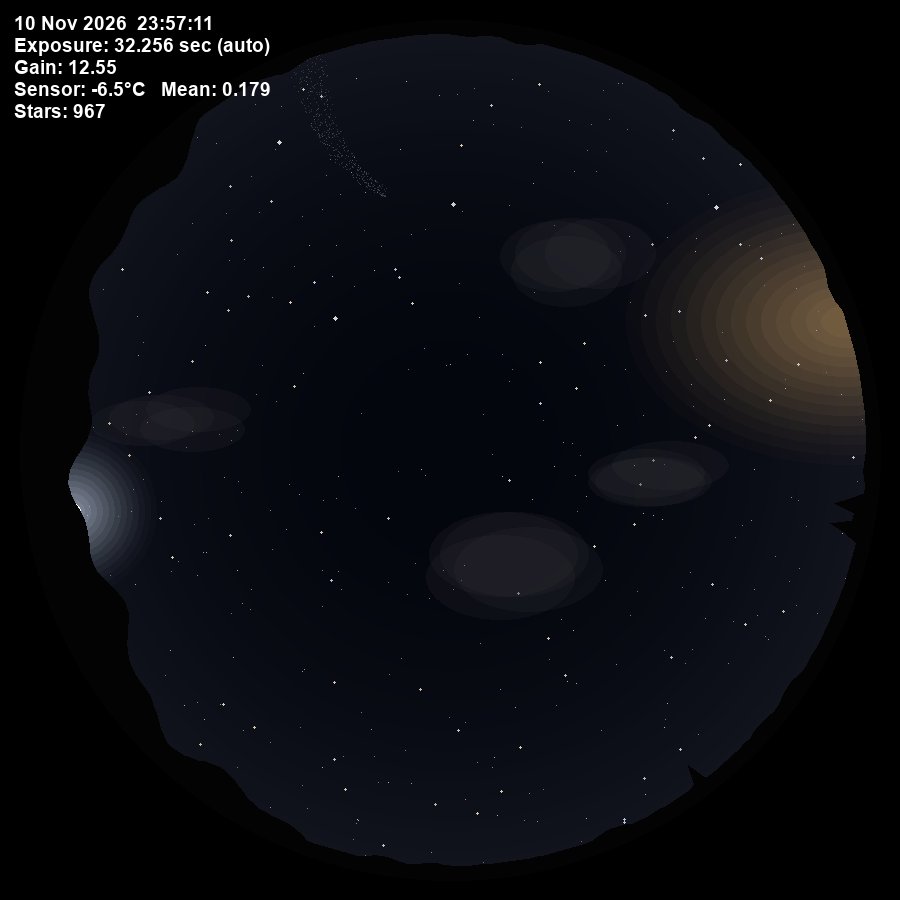 10 Nov 2026  23:57:11
Exposure: 32.256 sec (auto)
Gain: 12.55
Sensor: -6.5°C   Mean: 0.179
Stars: 967